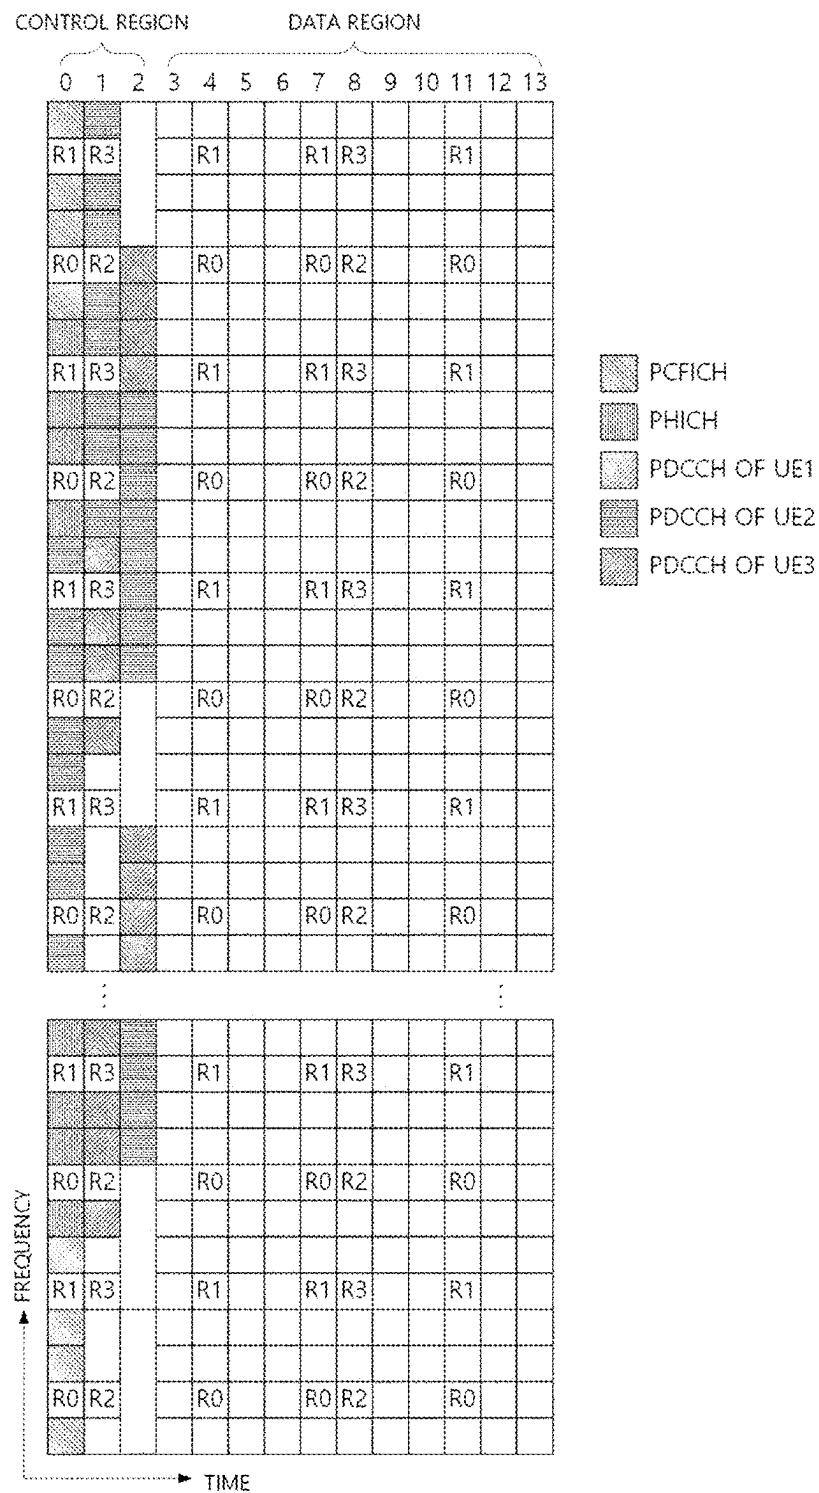 CONTROL REGION DATA REGION
0 1 2 3 4 5 6 7 8 9 10 11 12 13
R1 R3 R1 R1 R3 R1
R0 R2 R0 R0 R2 R0
R1 R3 R1 R1 R3 R1
R0 R2 R0 R0 R2 R0
R1 R3 R1 R1 R3 R1
R0 R2 R0 R0 R2 R0
R1 R3 R1 R1 R3 R1
R0 R2 R0 R0 R2 R0
R1 R3 R1 R1 R3 R1
R0 R2 R0 R0 R2 R0
R1 R3 R1 R1 R3 R1
R0 R2 R0 R0 R2 R0
PCFICH
PHICH
PDCCH OF UE1
PDCCH OF UE2
PDCCH OF UE3
FREQUENCY
TIME